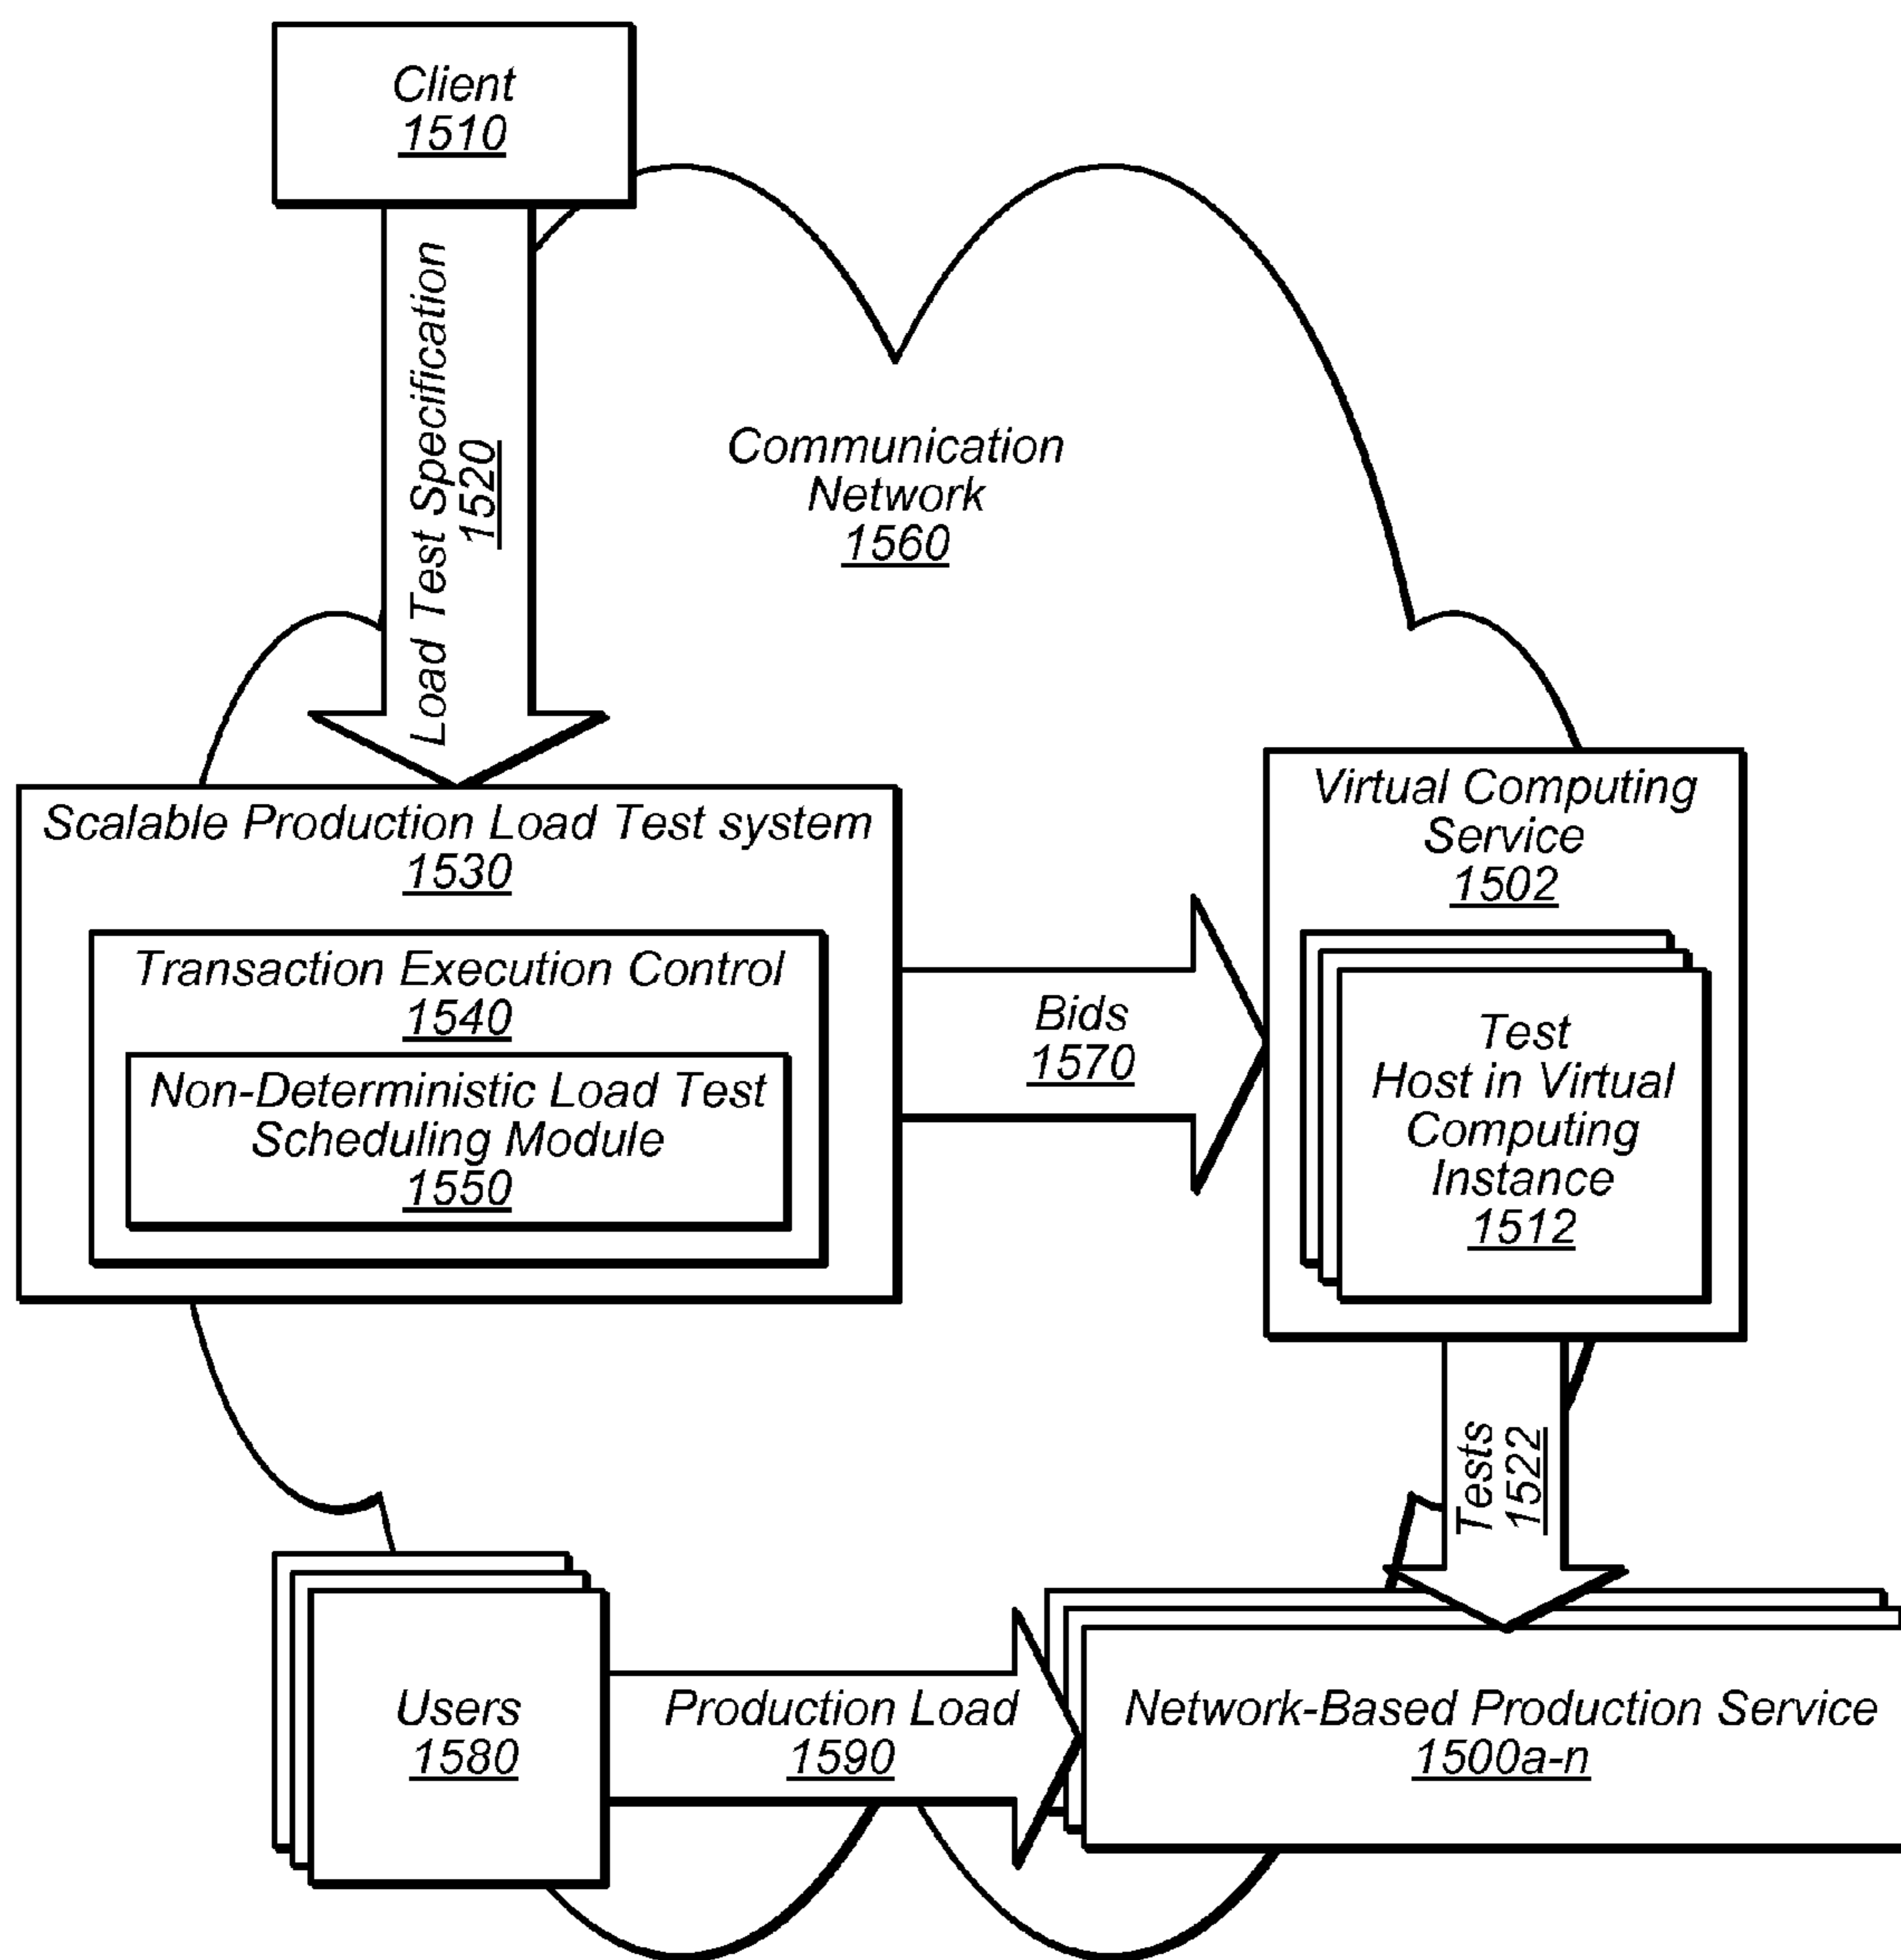 Client
1510
Load Test Specification
1520
Communication
Network
1560
Scalable Production Load Test system
1530
Transaction Execution Control
1540
Non-Deterministic Load Test
Scheduling Module
1550
Bids
1570
Virtual Computing
Service
1502
Test
Host in Virtual
Computing
Instance
1512
Tests
1522
Users
1580
Production Load
1590
Network-Based Production Service
1500a-n